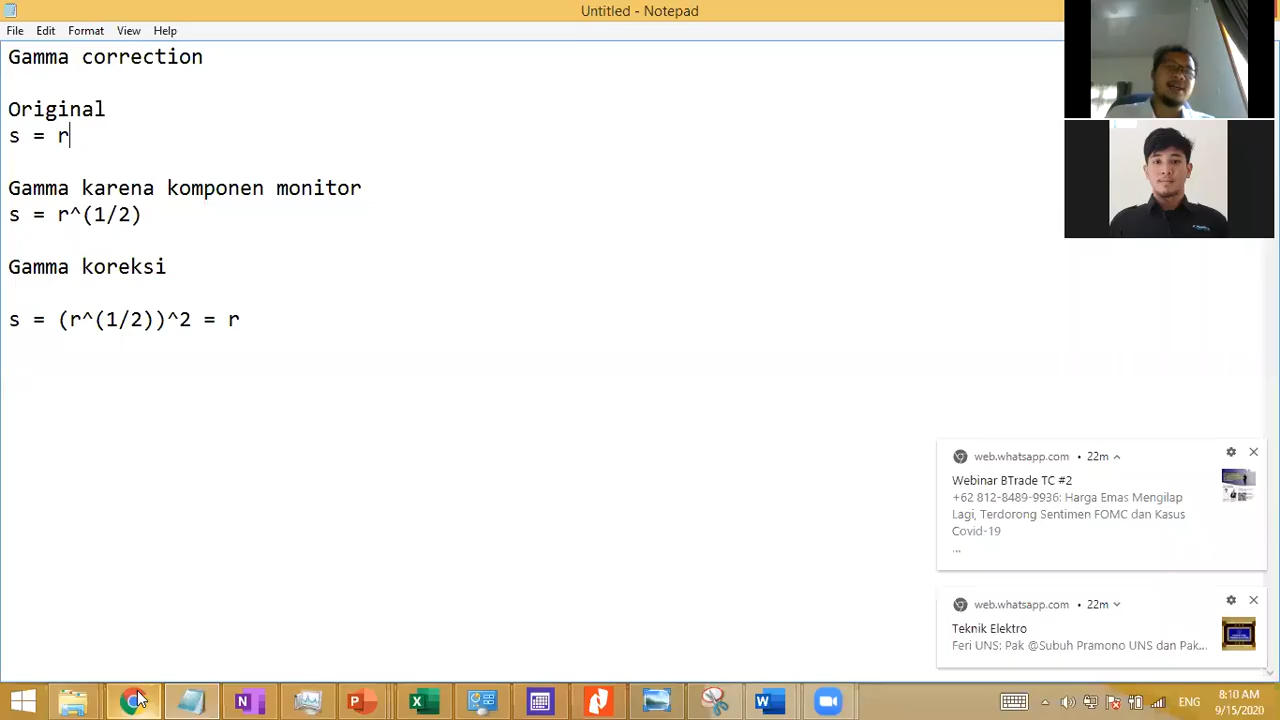 Untitled - Notepad
File Edit Format View Help
Gamma correction
Original
s = r
Gamma karena komponen monitor
s = r^(1/2)
Gamma koreksi
s = (r^(1/2))^2 = r
web.whatsapp.com • 22m
Webinar BTrade TC #2
+62 812-8489-9936: Harga Emas Mengilap
Lagi, Terdorong Sentimen FOMC dan Kasus
Covid-19
...
web.whatsapp.com • 22m
Teknik Elektro
Feri UNS: Pak @Subuh Pramono UNS dan Pak...
ENG
8:10 AM
9/15/2020